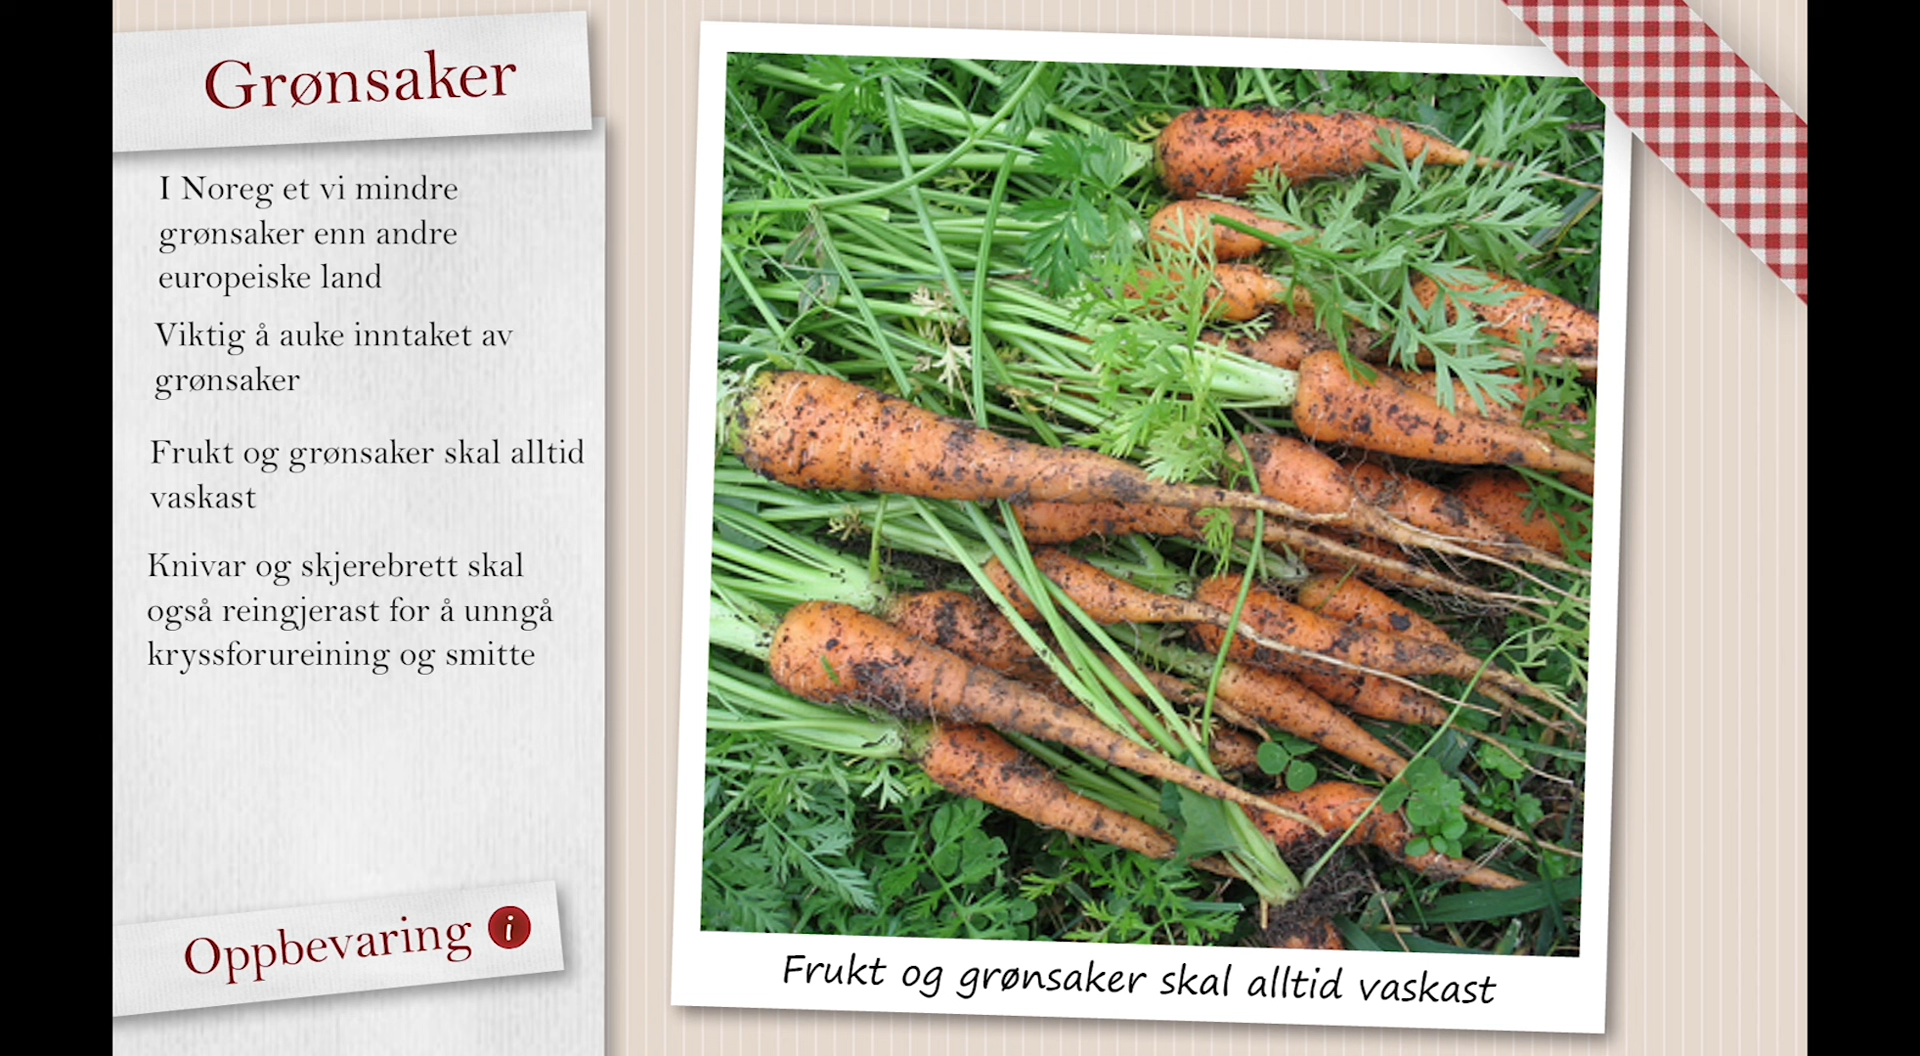 Grønsaker
I Noreg et vi mindre
grønsaker enn andre
europeiske land
Viktig å auke inntaket av
grønsaker
Frukt og grønsaker skal alltid
vaskast
Knivar og skjerebrett skal
også reingjerast for å unngå
kryssforureining og smitte
Oppbevaring i
Frukt og grønsaker skal alltid vaskast